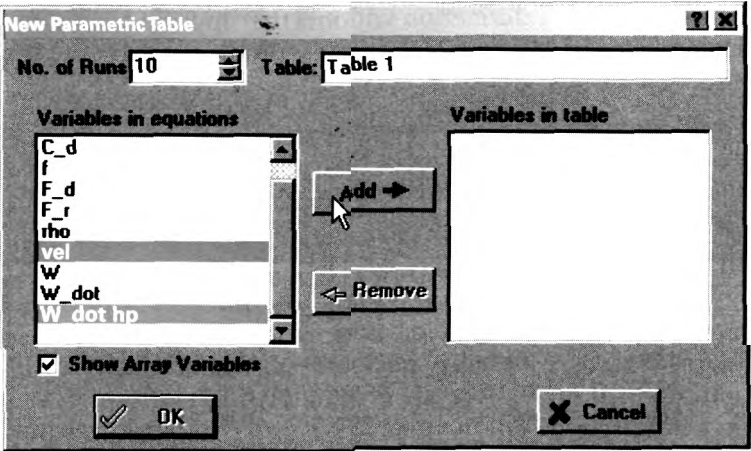 New Parametric Table
No. of Runs 10 Table: Table 1
Variables in equations
Variables in table
C_d
f
F_d
F_r
rho
vel
W
W_dot
W_dot hp
Add
Remove
Show Array Variables
OK
Cancel